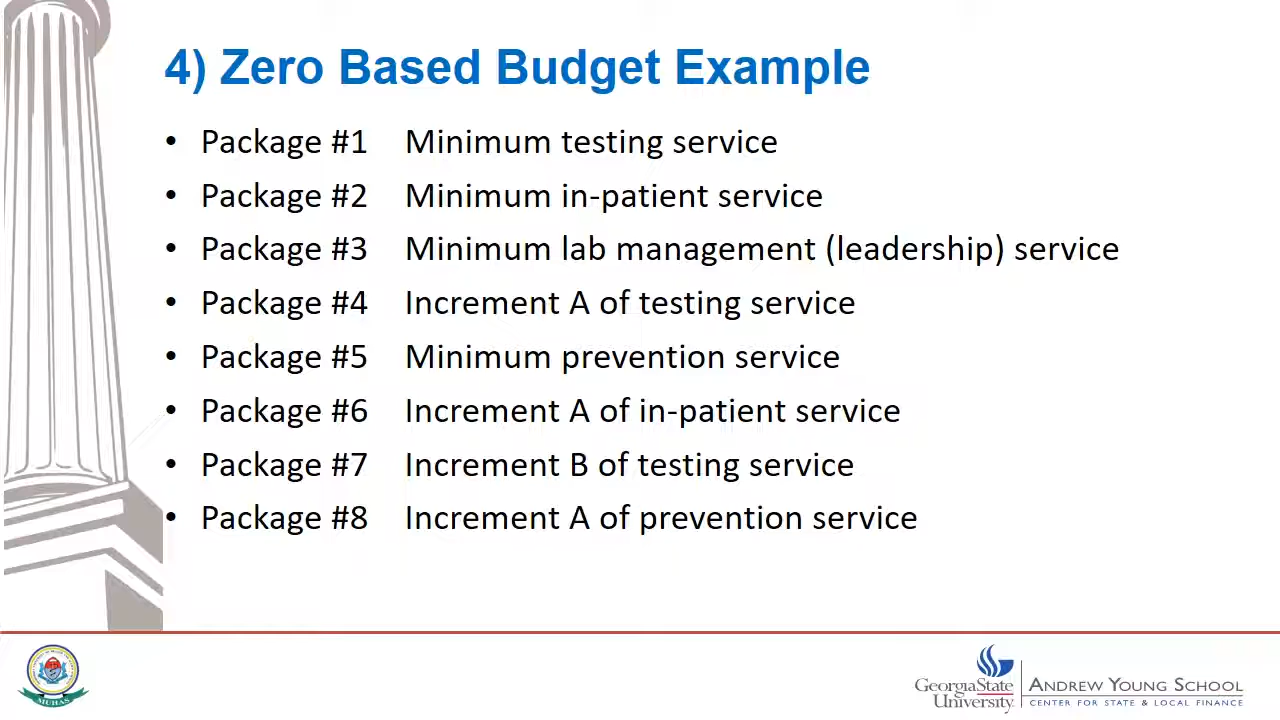 4) Zero Based Budget Example
• Package #1 Minimum testing service
• Package #2 Minimum in-patient service
• Package #3 Minimum lab management (leadership) service
• Package #4 Increment A of testing service
• Package #5 Minimum prevention service
• Package #6 Increment A of in-patient service
• Package #7 Increment B of testing service
• Package #8 Increment A of prevention service
MUHAS
GeorgiaState
University
ANDREW YOUNG SCHOOL
CENTER FOR STATE & LOCAL FINANCE